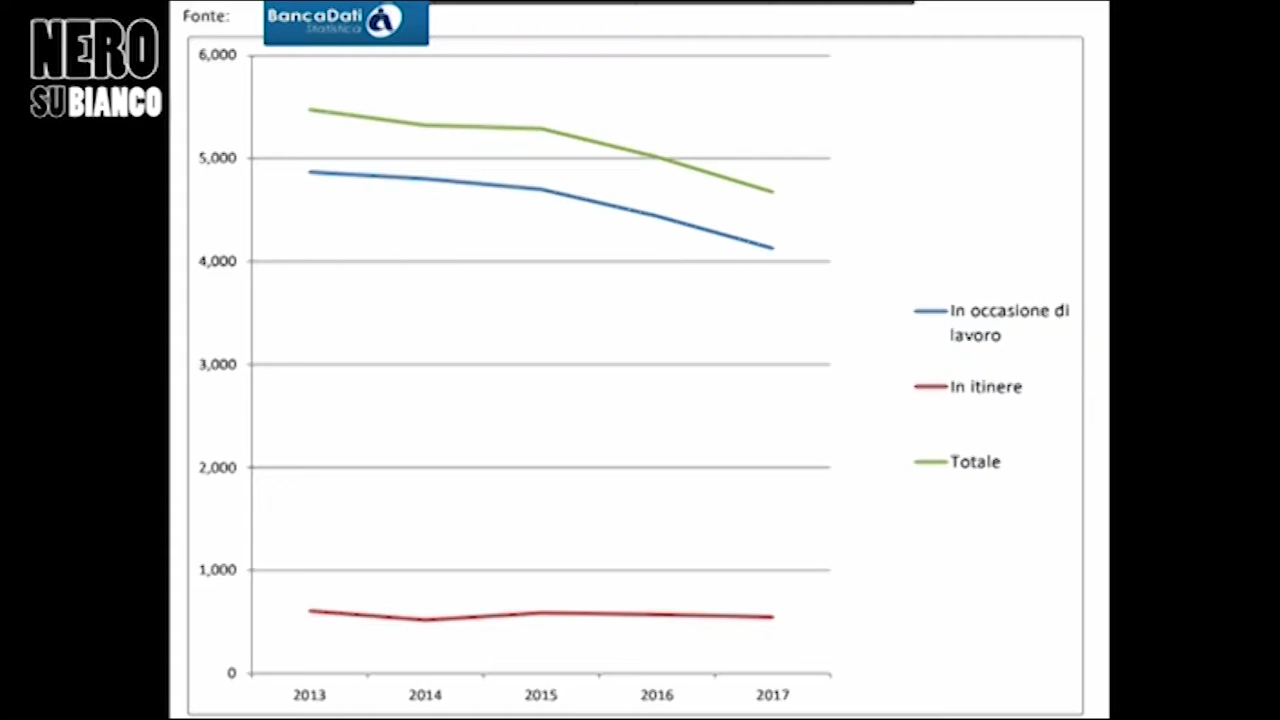 NERO
SU BIANCO
Fonte:
BancaDati
Statistica
6,000
5,000
4,000
3,000
2,000
1,000
0
2013 2014 2015 2016 2017
In occasione di
lavoro
In itinere
Totale